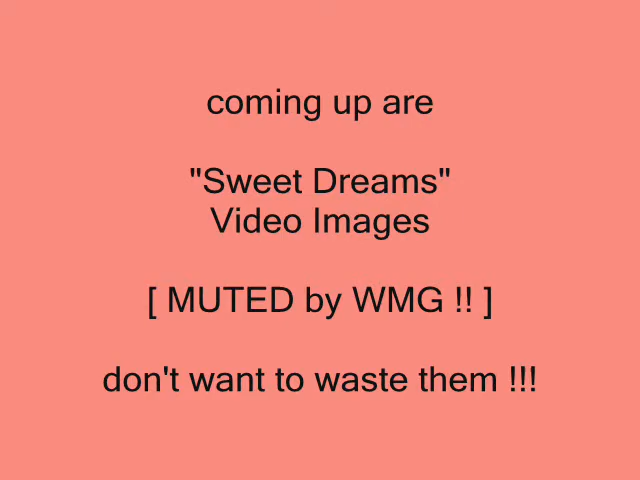 coming up are
"Sweet Dreams"
Video Images
[ MUTED by WMG !! ]
don't want to waste them !!!